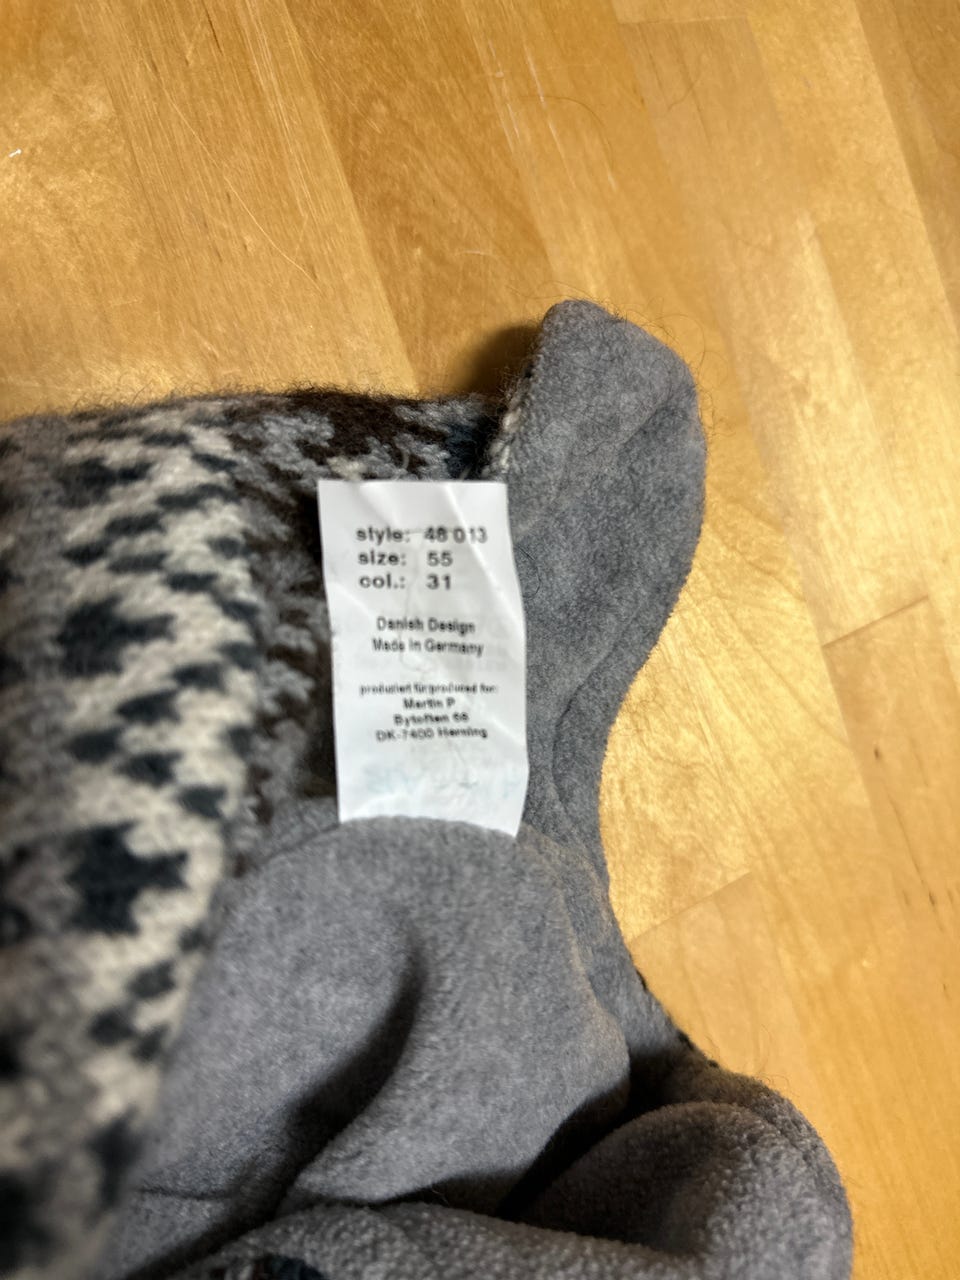 style: 48 013
size: 55
col.: 31
Danish Design
Made in Germany
produziert für/produced for:
Martin P
Bytoften 56
DK-7400 Herning